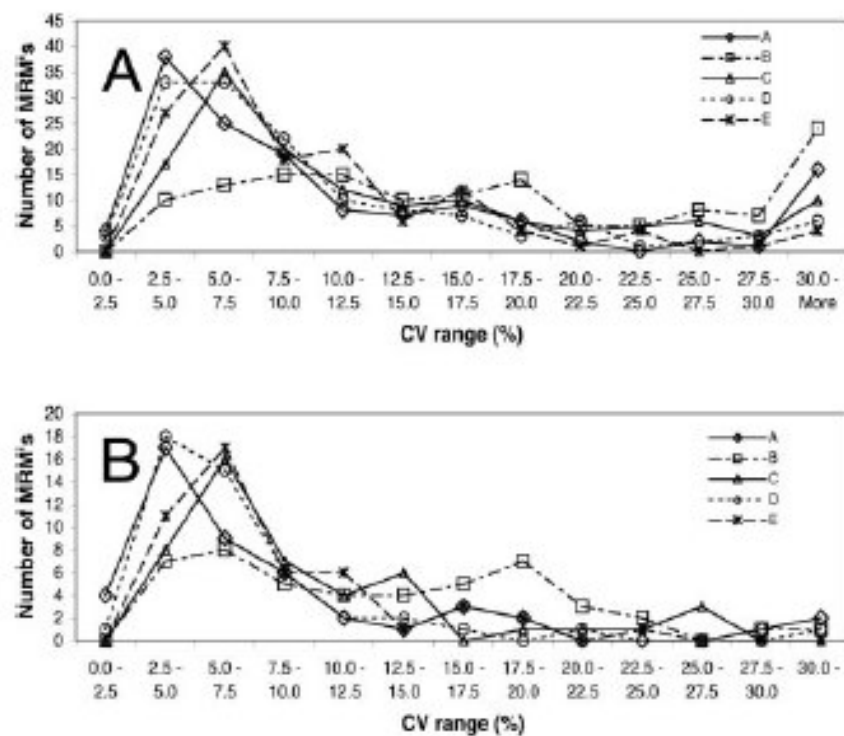 A
Number of MRM's
45
40
35
30
25
20
15
10
5
0
A
B
C
D
E
0.0 - 2.5 - 5.0 - 7.5 - 10.0 - 12.5 - 15.0 - 17.5 - 20.0 - 22.5 - 25.0 - 27.5 - 30.0 -
2.5 5.0 7.5 10.0 12.5 15.0 17.5 20.0 22.5 25.0 27.5 30.0 More
CV range (%)
B
Number of MRM's
20
18
16
14
12
10
8
6
4
2
0
A
B
C
D
E
0.0 - 2.5 - 5.0 - 7.5 - 10.0 - 12.5 - 15.0 - 17.5 - 20.0 - 22.5 - 25.0 - 27.5 - 30.0 -
2.5 5.0 7.5 10.0 12.5 15.0 17.5 20.0 22.5 25.0 27.5 30.0
CV range (%)